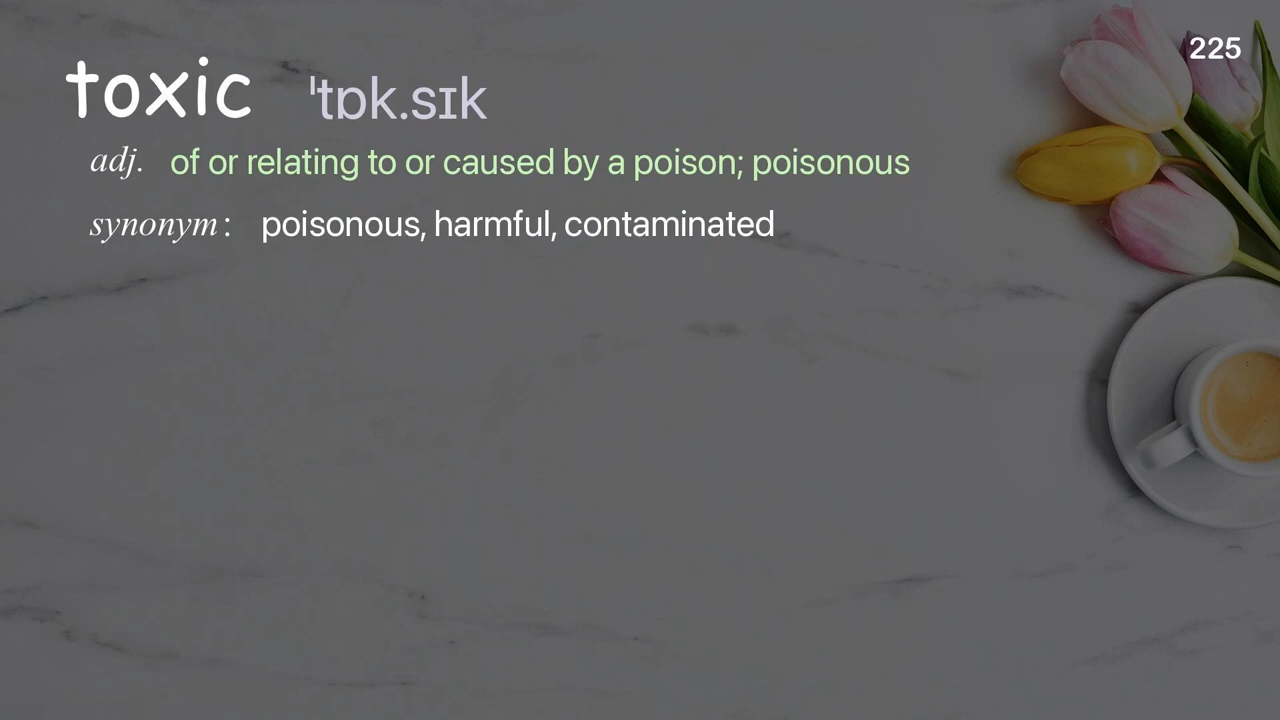 225
toxic ˈtɒk.sɪk
adj. of or relating to or caused by a poison; poisonous
synonym: poisonous, harmful, contaminated